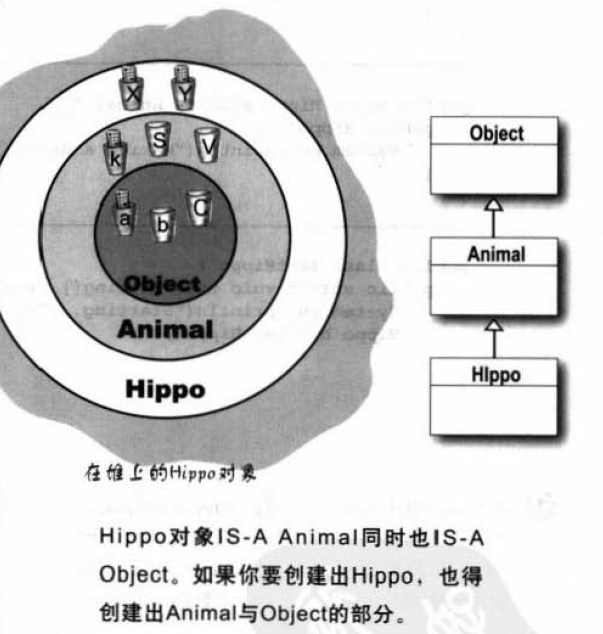 X Y
k S V
a b C
Object
Animal
Hippo
Object
Animal
HIppo
在堆上的Hippo对象
Hippo对象IS-A Animal同时也IS-A
Object。如果你要创建出Hippo，也得
创建出Animal与Object的部分。